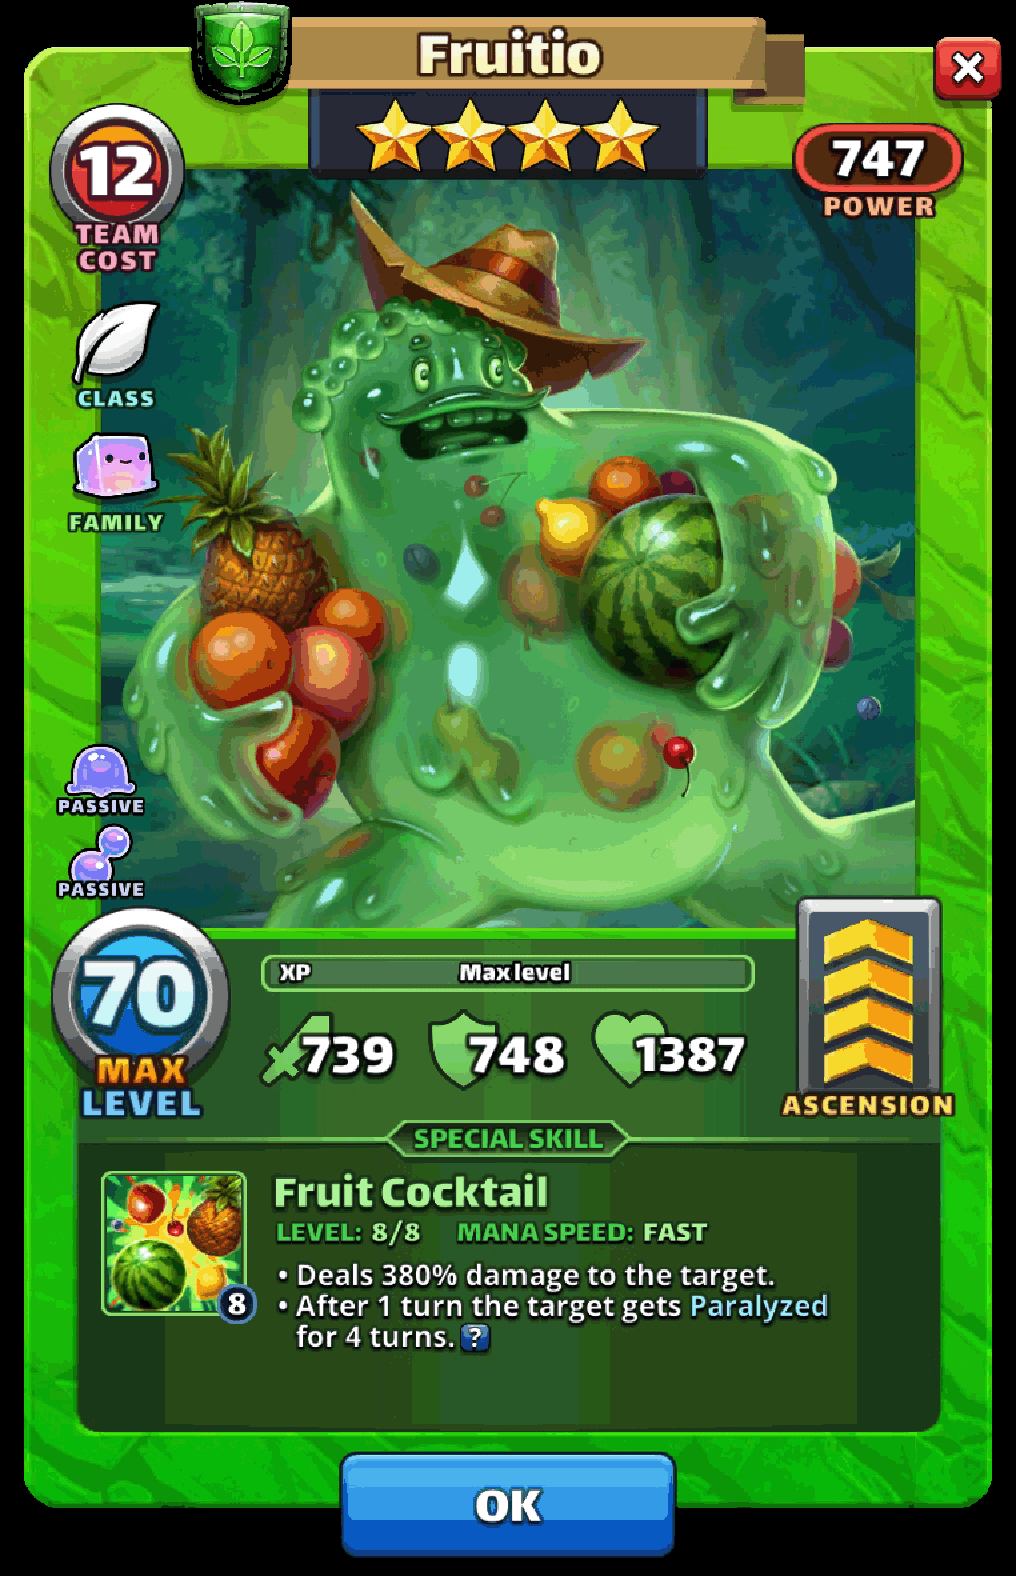 Fruitio
12
TEAM
COST
747
POWER
CLASS
FAMILY
PASSIVE
PASSIVE
70
MAX
LEVEL
XP Max level
739 748 1387
ASCENSION
SPECIAL SKILL
Fruit Cocktail
LEVEL: 8/8 MANA SPEED: FAST
8
• Deals 380% damage to the target.
• After 1 turn the target gets Paralyzed
for 4 turns. ?
OK